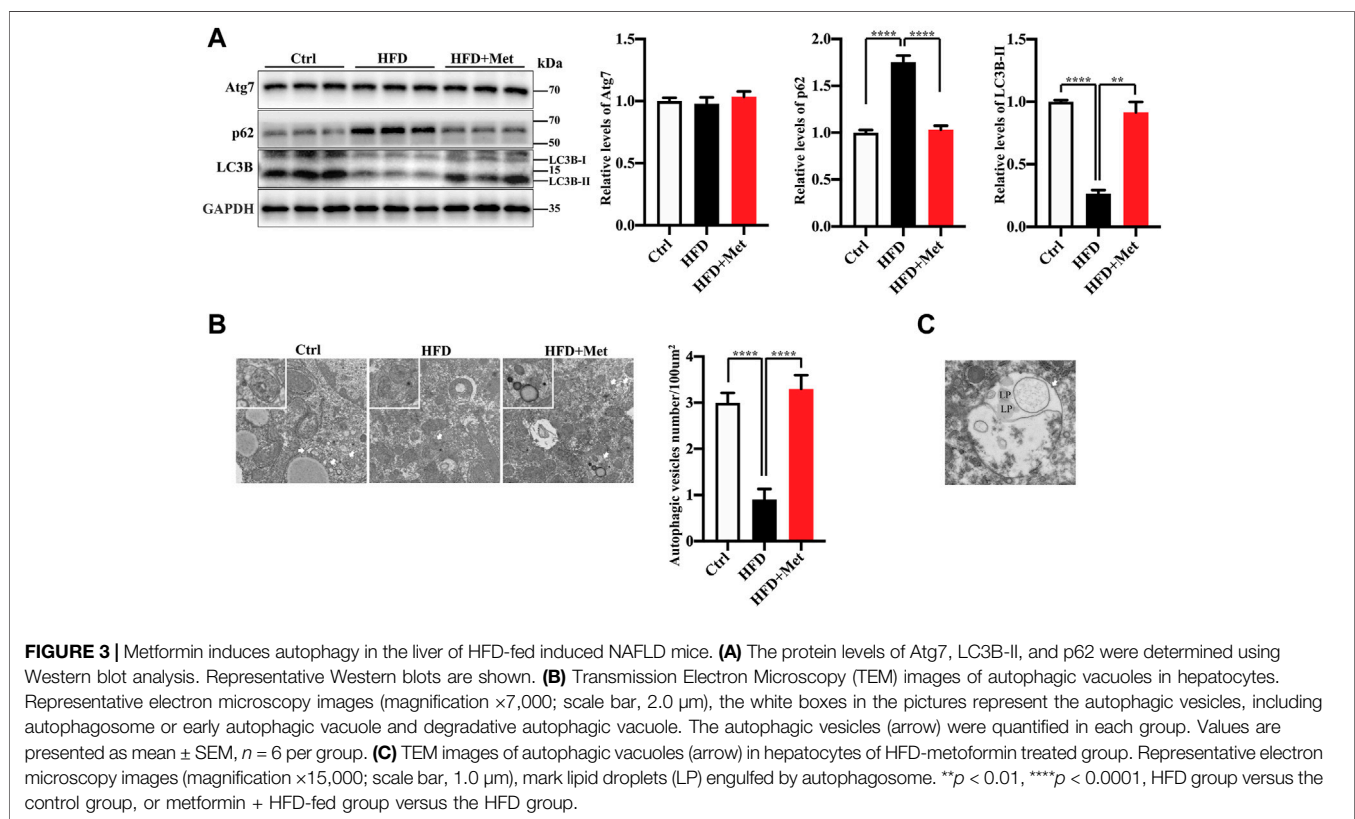 A
Ctrl HFD HFD+Met kDa
Atg7
70
p62
70
50
LC3B
LC3B-I
15
LC3B-II
GAPDH
35
Relative levels of Atg7
1.5
1.0
0.5
0.0
Ctrl
HFD
HFD+Met
Relative levels of p62
2.0
1.5
1.0
0.5
0.0
**** ****
Ctrl
HFD
HFD+Met
Relative levels of LC3B-II
1.5
1.0
0.5
0.0
**** **
Ctrl
HFD
HFD+Met
B
Ctrl HFD HFD+Met
Autophagic vesicles number/100um²
4
3
2
1
0
**** ****
Ctrl
HFD
HFD+Met
C
LP
LP
FIGURE 3 | Metformin induces autophagy in the liver of HFD-fed induced NAFLD mice. (A) The protein levels of Atg7, LC3B-II, and p62 were determined using
Western blot analysis. Representative Western blots are shown. (B) Transmission Electron Microscopy (TEM) images of autophagic vacuoles in hepatocytes.
Representative electron microscopy images (magnification ×7,000; scale bar, 2.0 μm), the white boxes in the pictures represent the autophagic vesicles, including
autophagosome or early autophagic vacuole and degradative autophagic vacuole. The autophagic vesicles (arrow) were quantified in each group. Values are
presented as mean ± SEM, n = 6 per group. (C) TEM images of autophagic vacuoles (arrow) in hepatocytes of HFD-metoformin treated group. Representative electron
microscopy images (magnification ×15,000; scale bar, 1.0 μm), mark lipid droplets (LP) engulfed by autophagosome. **p < 0.01, ****p < 0.0001, HFD group versus the
control group, or metformin + HFD-fed group versus the HFD group.